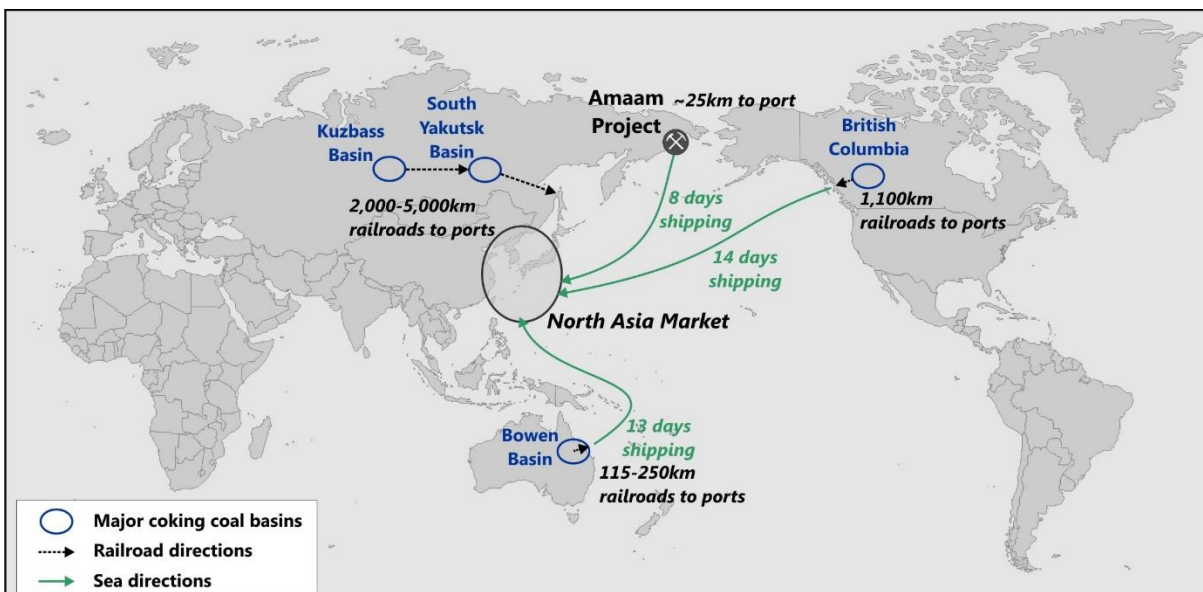 Amaam
Project
~25km to port
South
Yakutsk
Basin
Kuzbass
Basin
British
Columbia
2,000-5,000km
railroads to ports
8 days
shipping
1,100km
railroads to ports
14 days
shipping
North Asia Market
13 days
shipping
Bowen
Basin
115-250km
railroads to ports
Major coking coal basins
Railroad directions
Sea directions